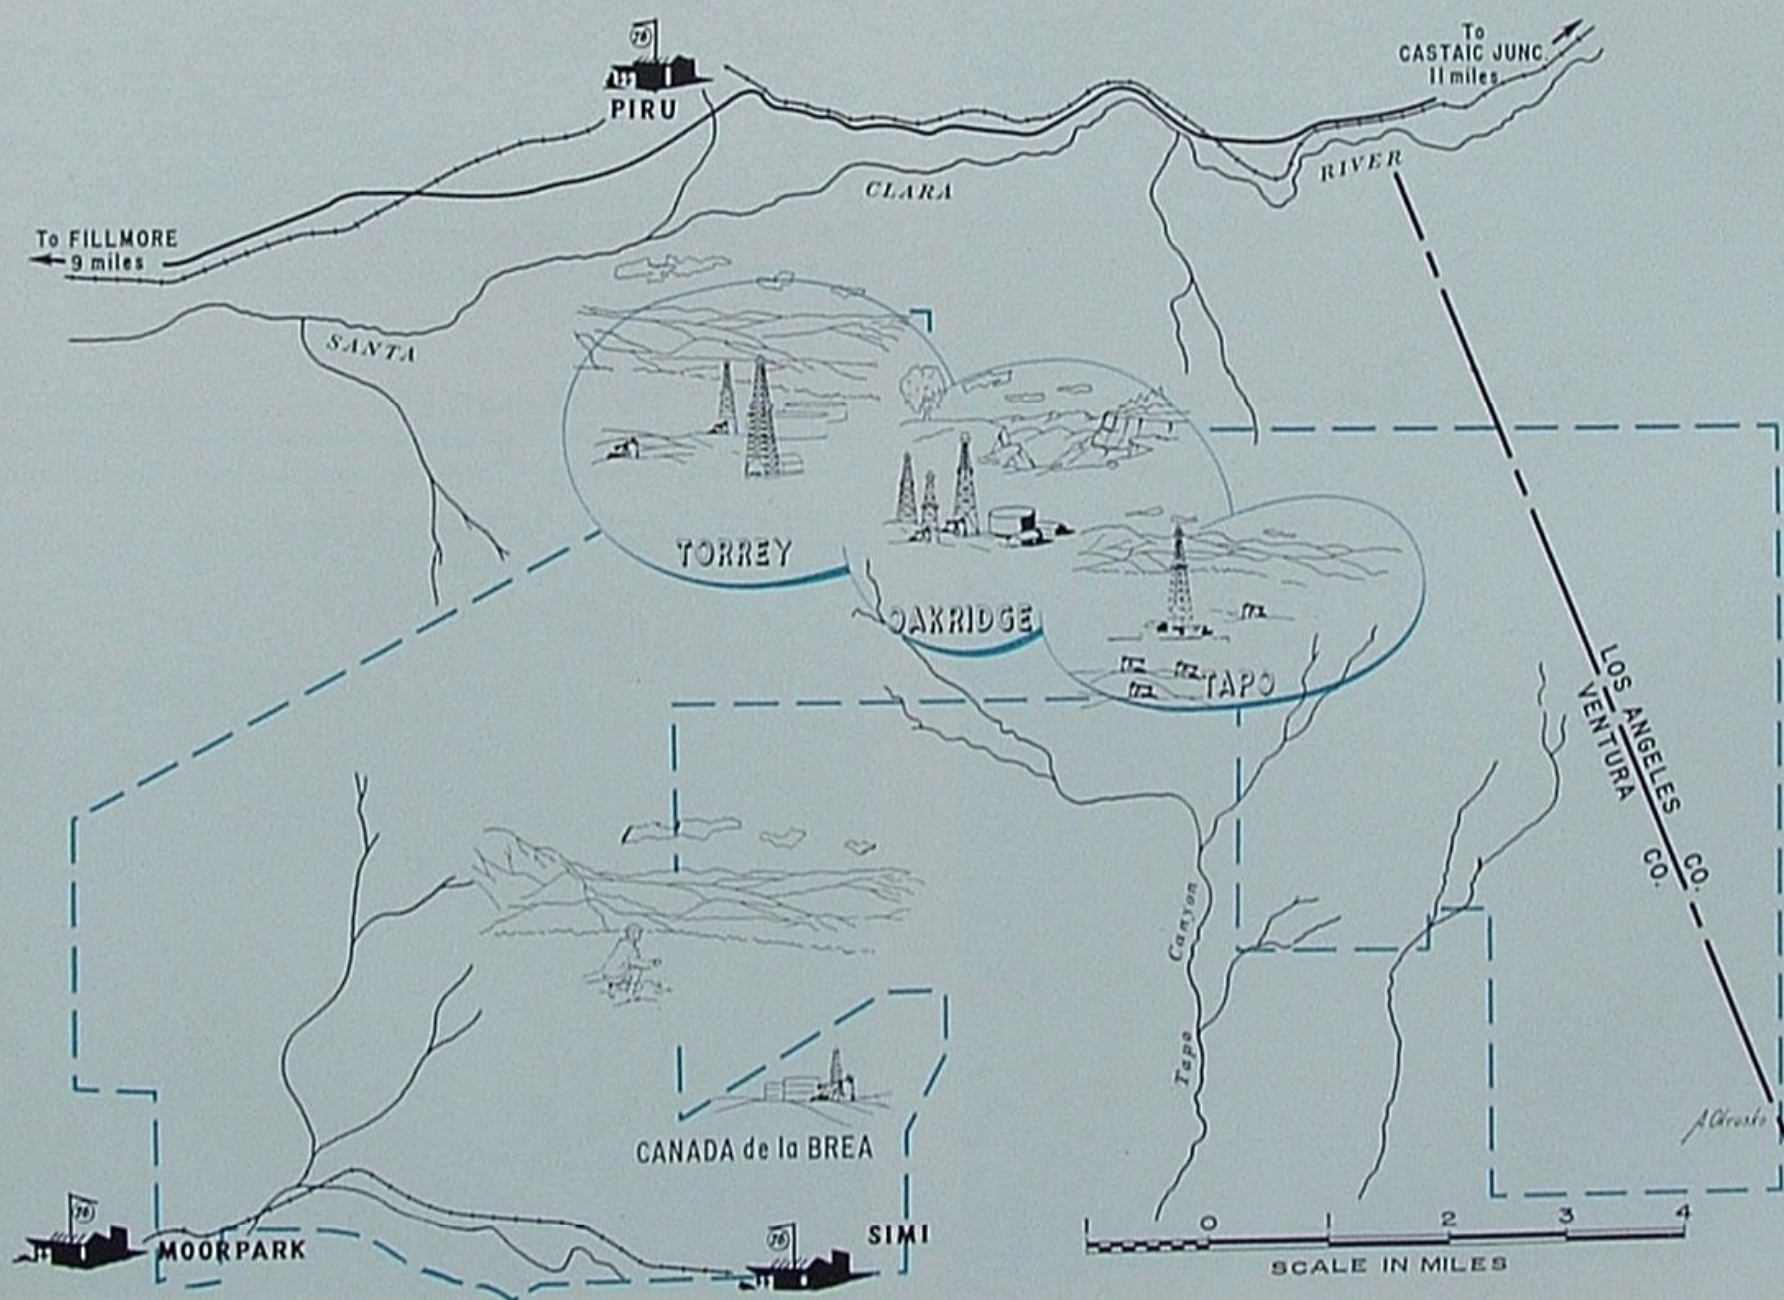 76
PIRU
To
CASTAIC JUNC.
11 miles
To FILLMORE
9 miles
SANTA
CLARA
RIVER
TORREY
OAKRIDGE
TAPO
LOS ANGELES CO.
VENTURA CO.
Tapo Canyon
CANADA de la BREA
76
MOORPARK
76
SIMI
1 0 1 2 3 4
SCALE IN MILES